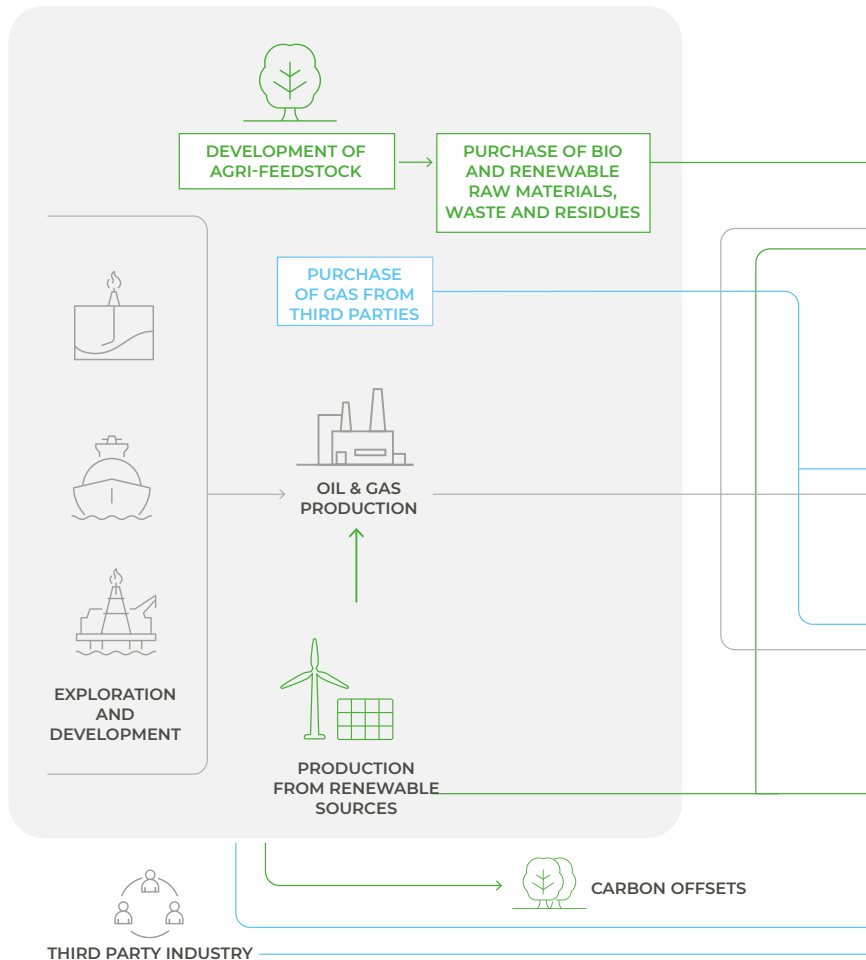 DEVELOPMENT OF
AGRI-FEEDSTOCK
PURCHASE OF BIO
AND RENEWABLE
RAW MATERIALS,
WASTE AND RESIDUES
PURCHASE
OF GAS FROM
THIRD PARTIES
OIL & GAS
PRODUCTION
EXPLORATION
AND
DEVELOPMENT
PRODUCTION
FROM RENEWABLE
SOURCES
CARBON OFFSETS
THIRD PARTY INDUSTRY